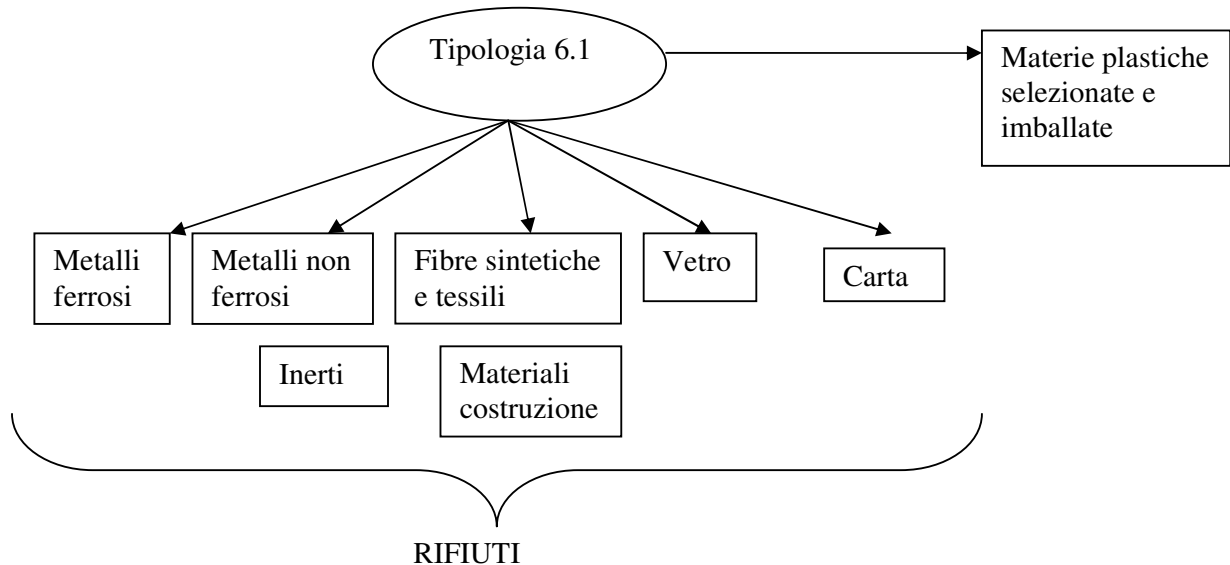 Tipologia 6.1
Materie plastiche
selezionate e
imballate
Metalli
ferrosi
Metalli non
ferrosi
Fibre sintetiche
e tessili
Vetro
Carta
Inerti
Materiali
costruzione
RIFIUTI